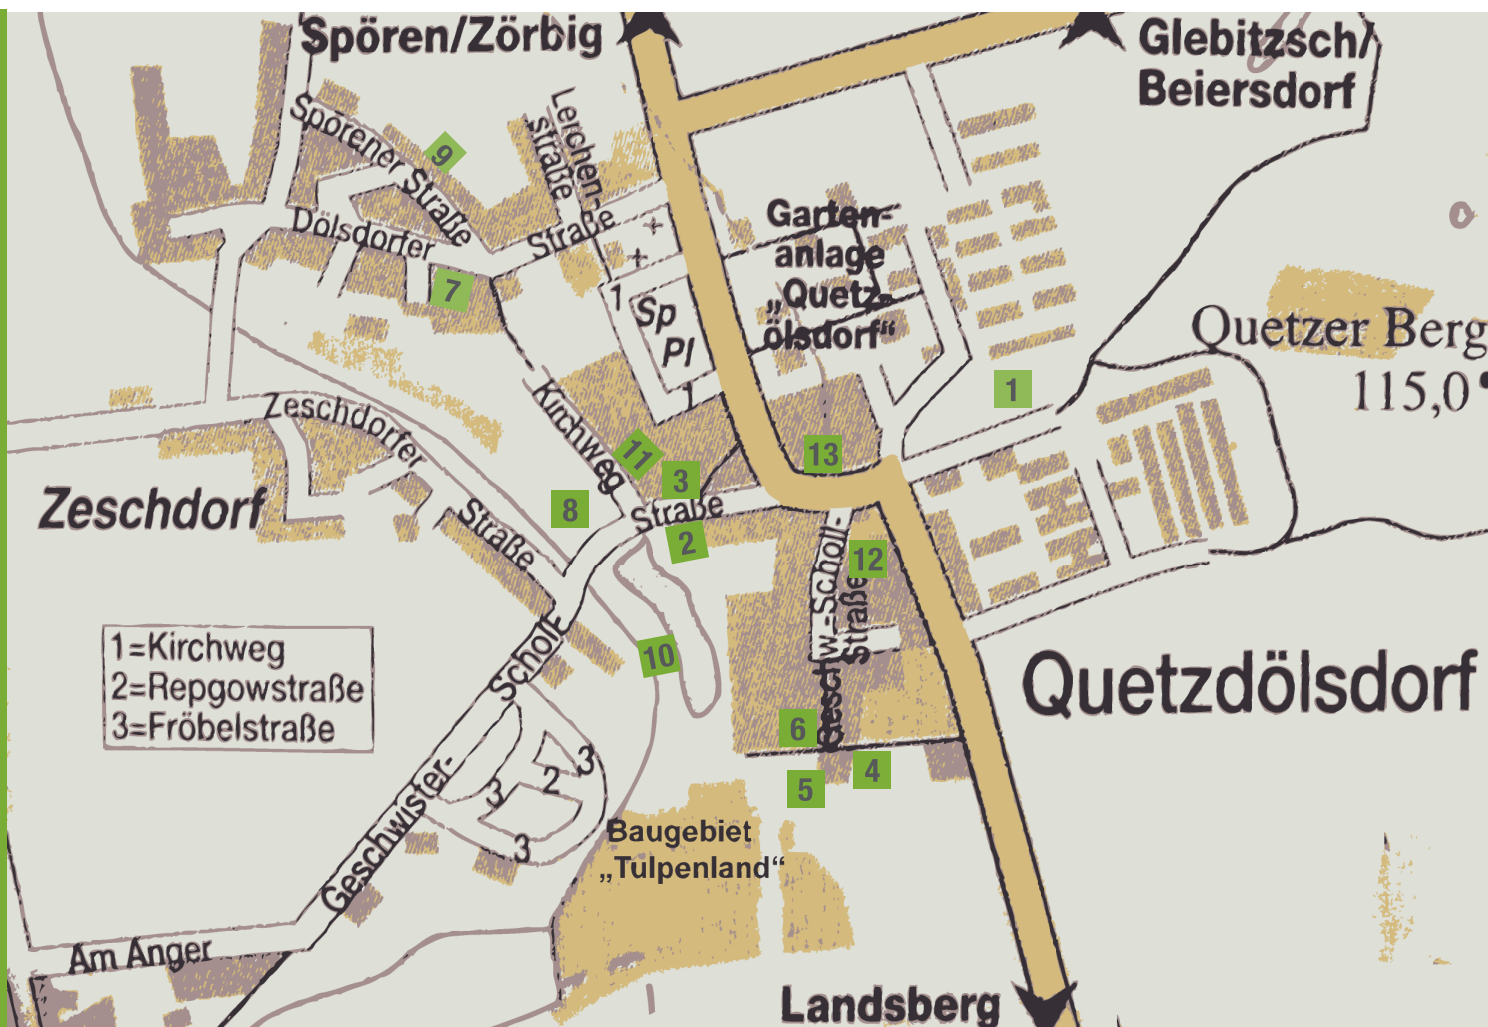 Spören/Zörbig
Glebitzsch/
Beiersdorf
Lerchen-
straße
Spörener Straße
9
Dölsdorfer
Straße
7
1
Sp
Pl
1
Garten-
anlage
„Quetz-
ölsdorf“
Quetzer Berg
115,0
1
Zeschdorfer
Straße
Kirchweg
11
3
13
8
Straße
2
Zeschdorf
12
Geschw.-Scholl-
Straße
10
1=Kirchweg
2=Repgowstraße
3=Fröbelstraße
Quetzdölsdorf
6
4
5
Geschwister-
Scholl-
3
2
3
3
Baugebiet
„Tulpenland“
Am Anger
Landsberg